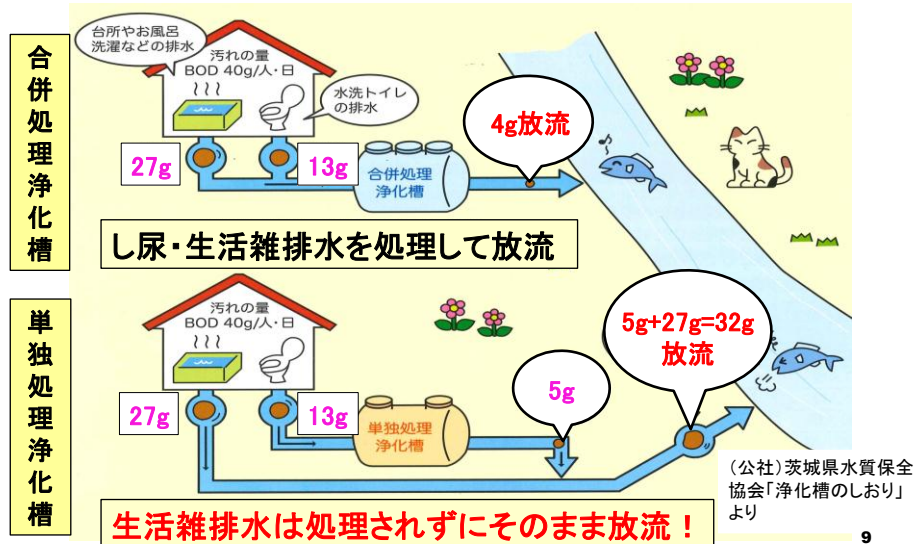 合併処理浄化槽
台所やお風呂
洗濯などの排水
汚れの量
BOD 40g/人・日
水洗トイレ
の排水
27g
13g
合併処理
浄化槽
4g放流
♪
し尿・生活雑排水を処理して放流
単独処理浄化槽
汚れの量
BOD 40g/人・日
27g
13g
単独処理
浄化槽
5g
5g+27g=32g
放流
生活雑排水は処理されずにそのまま放流！
（公社）茨城県水質保全
協会「浄化槽のしおり」
より
9